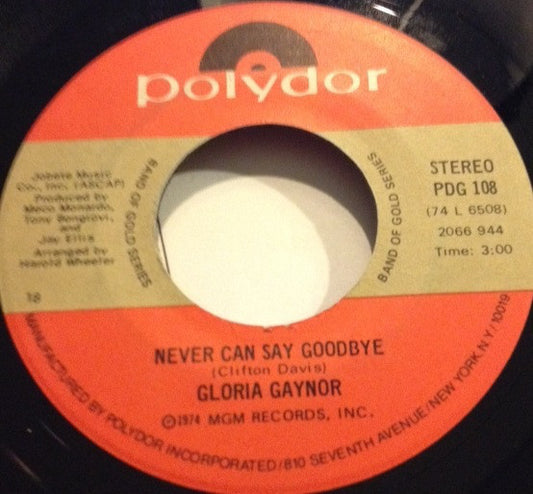 polydor
Jobete Music
Co., Inc. (ASCAP)
Produced by
Meco Monardo,
Tony Bongiovi, and
Jay Ellis
Arranged by
Harold Wheeler
18
BAND OF GOLD SERIES
BAND OF GOLD SERIES
STEREO
PDG 108
(74 L 6508)
2066 944
Time: 3:00
NEVER CAN SAY GOODBYE
(Clifton Davis)
GLORIA GAYNOR
©1974 MGM RECORDS, INC.
MANUFACTURED BY POLYDOR INCORPORATED/810 SEVENTH AVENUE/NEW YORK, N.Y./10019